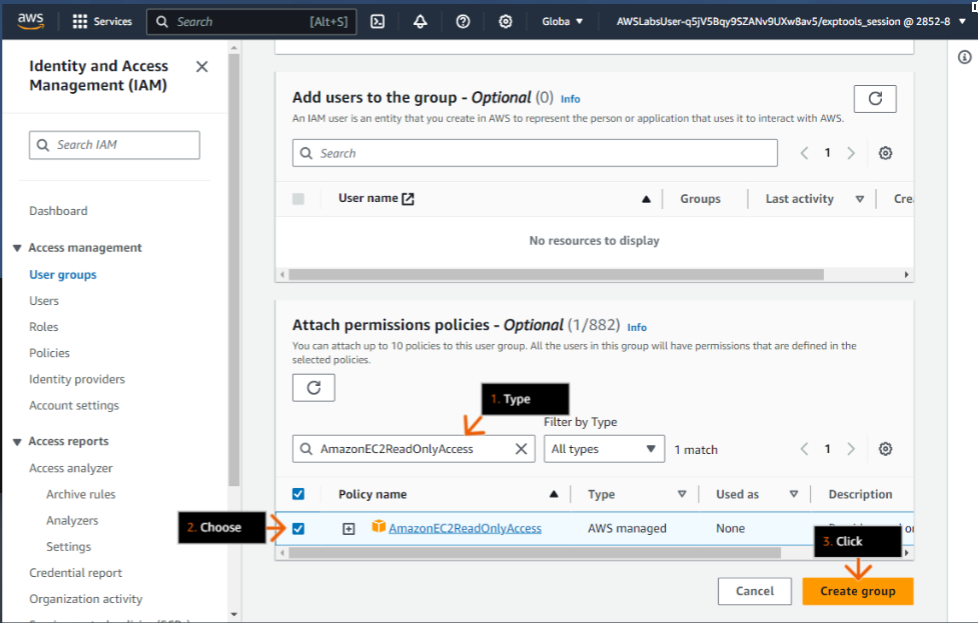 aws
Services
Search [Alt+S]
Globa
AWSLabsUser-q5jV5Bqy9SZANv9UXw8av5/exptools_session @ 2852-8
Identity and Access
Management (IAM)
Search IAM
Dashboard
Access management
User groups
Users
Roles
Policies
Identity providers
Account settings
Access reports
Access analyzer
Archive rules
Analyzers
Settings
Credential report
Organization activity
Add users to the group - Optional (0) Info
An IAM user is an entity that you create in AWS to represent the person or application that uses it to interact with AWS.
Search
1
User name Groups Last activity Crea
No resources to display
Attach permissions policies - Optional (1/882) Info
You can attach up to 10 policies to this user group. All the users in this group will have permissions that are defined in the
selected policies.
1. Type
Filter by Type
AmazonEC2ReadOnlyAccess
All types
1 match
1
Policy name Type Used as Description
2. Choose
AmazonEC2ReadOnlyAccess AWS managed None
3. Click
Cancel
Create group